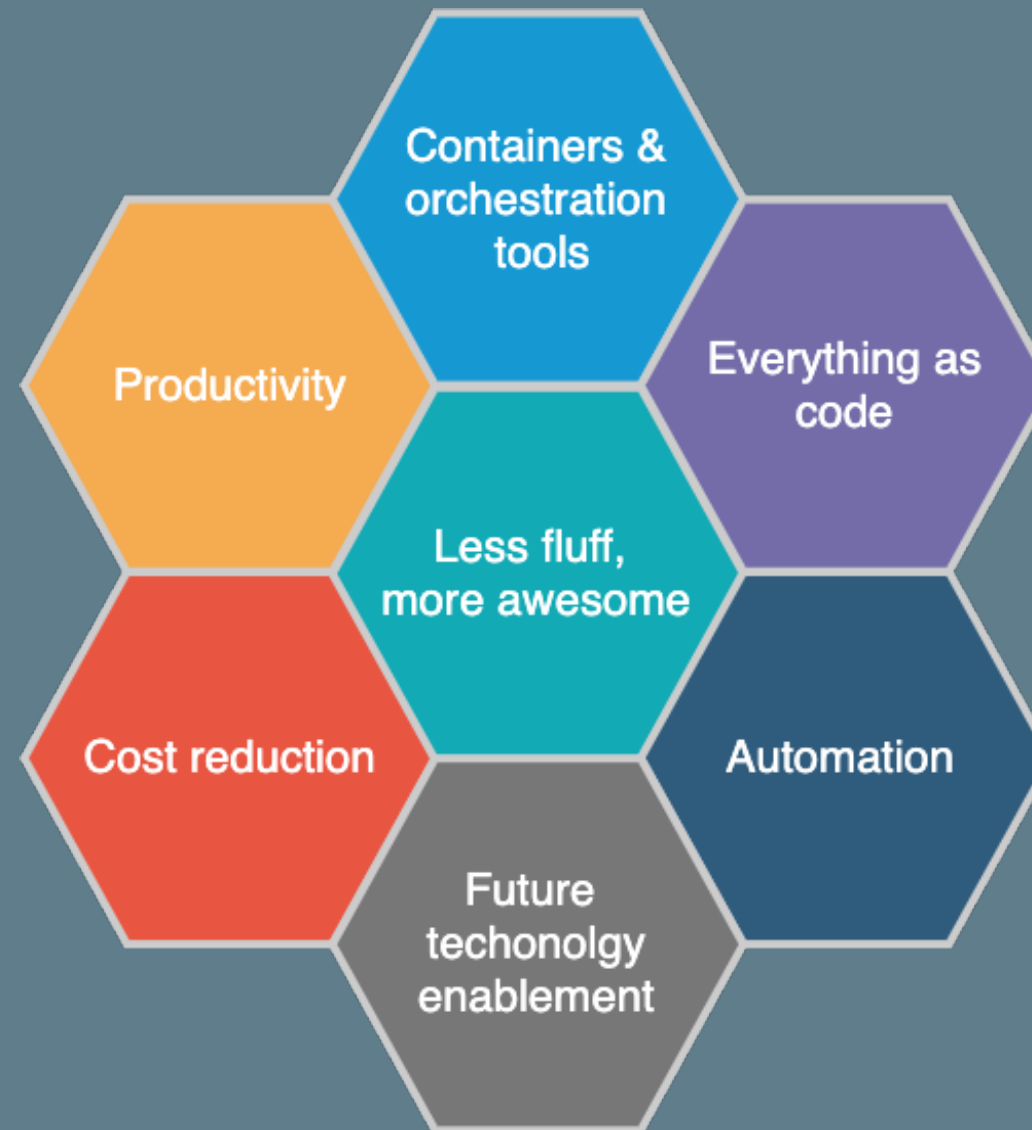 Containers &
orchestration
tools
Productivity
Everything as
code
Less fluff,
more awesome
Cost reduction
Automation
Future
techonolgy
enablement